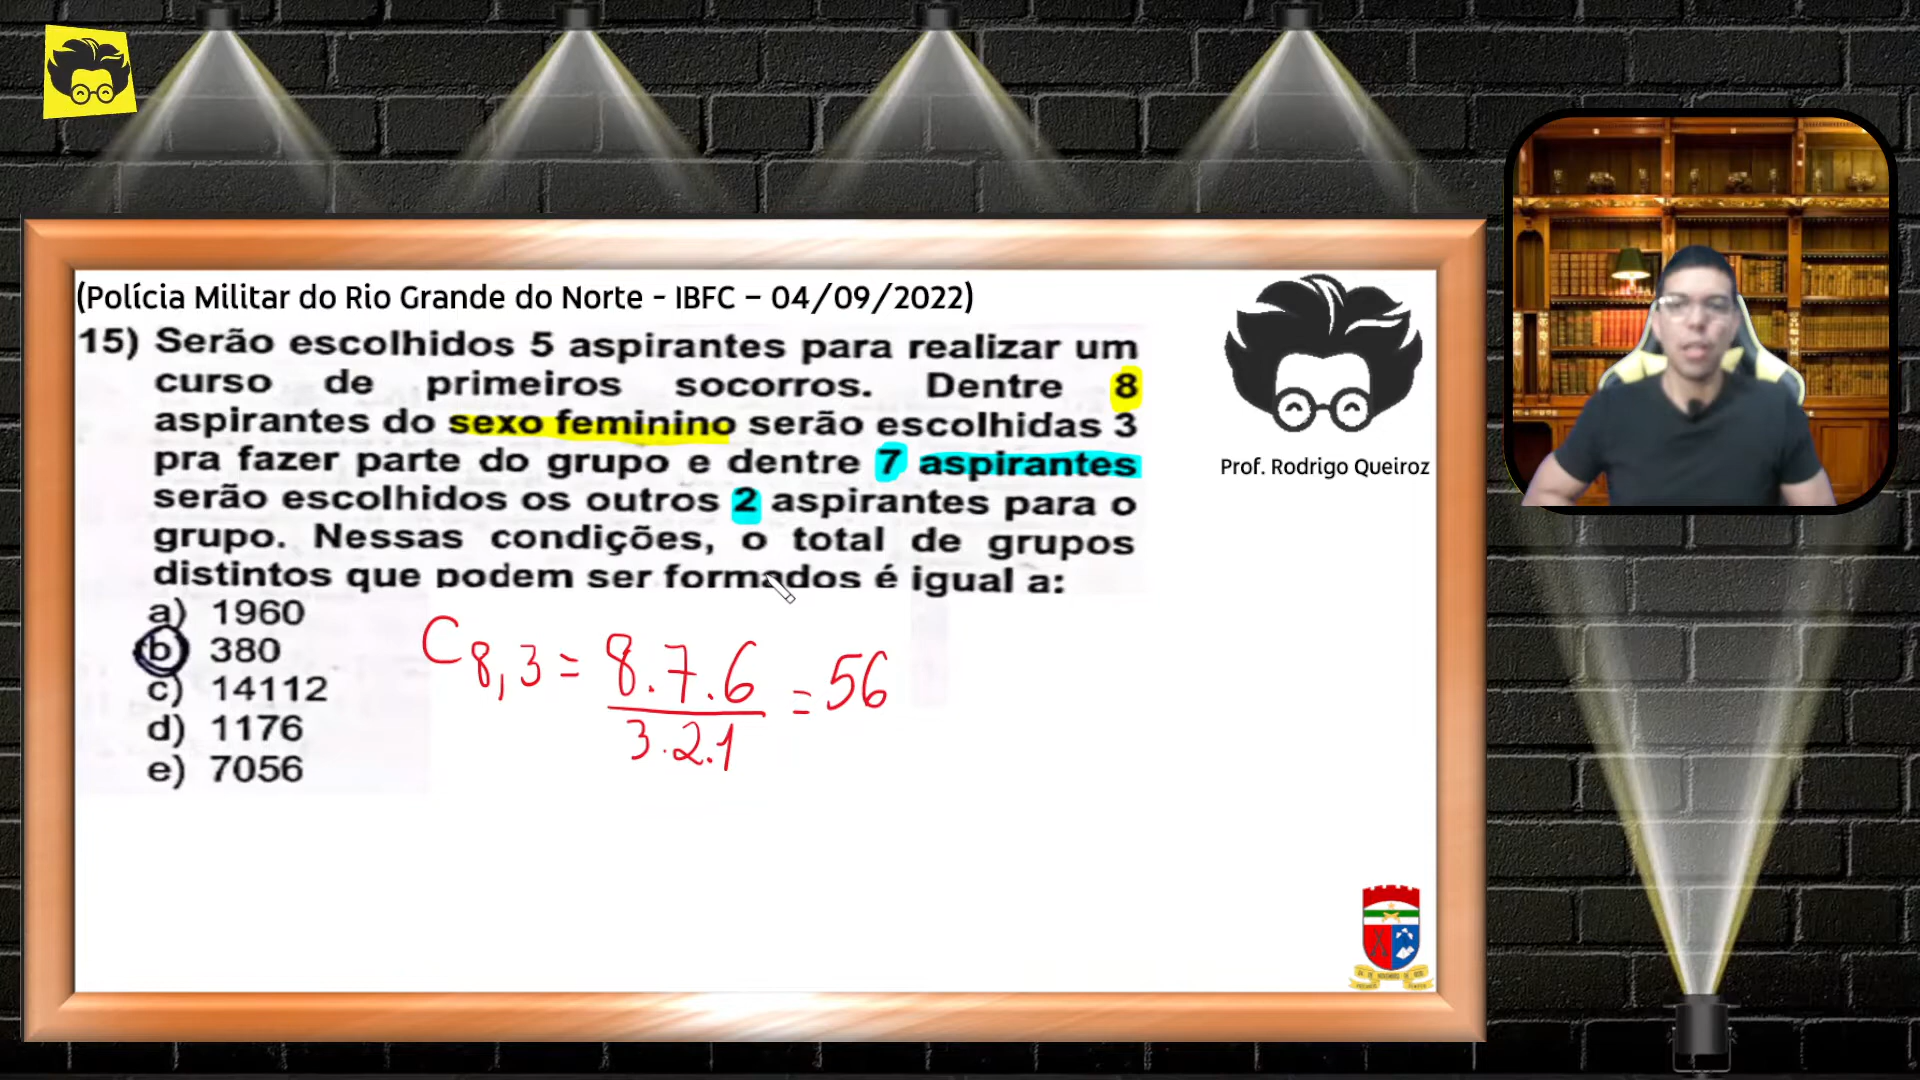 (Polícia Militar do Rio Grande do Norte - IBFC – 04/09/2022)
15) Serão escolhidos 5 aspirantes para realizar um
curso de primeiros socorros. Dentre 8
aspirantes do sexo feminino serão escolhidas 3
pra fazer parte do grupo e dentre 7 aspirantes
serão escolhidos os outros 2 aspirantes para o
grupo. Nessas condições, o total de grupos
distintos que podem ser formados é igual a:
a) 1960
b) 380
c) 14112
d) 1176
e) 7056
C8,3 = 8.7.6 / 3.2.1 = 56
Prof. Rodrigo Queiroz